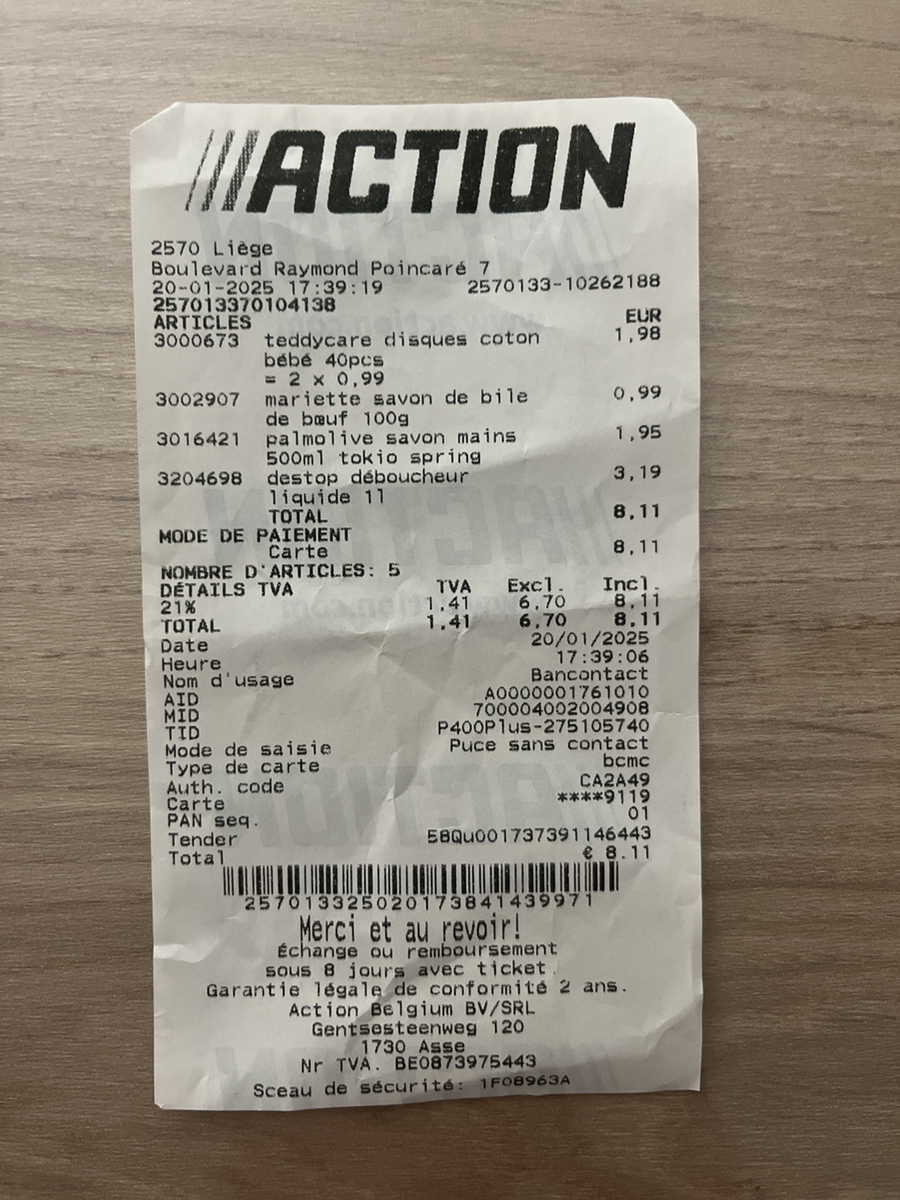 ACTION
2570 Liège
Boulevard Raymond Poincaré 7
20-01-2025 17:39:19 2570133-10262188
257013370104138
ARTICLES EUR
3000673 teddycare disques coton 1,98
bébé 40pcs
= 2 x 0,99
3002907 mariette savon de bile 0,99
de bœuf 100g
3016421 palmolive savon mains 1,95
500ml tokio spring
3204698 destop déboucheur 3,19
liquide 1l
TOTAL 8,11
MODE DE PAIEMENT
Carte 8,11
NOMBRE D'ARTICLES: 5
DÉTAILS TVA TVA Excl. Incl.
21% 1,41 6,70 8,11
TOTAL 1,41 6,70 8,11
Date 20/01/2025
Heure 17:39:06
Nom d'usage Bancontact
AID A0000001761010
MID 700004002004908
TID P400Plus-275105740
Mode de saisie Puce sans contact
Type de carte bcmc
Auth. code CA2A49
Carte ****9119
PAN seq. 01
Tender 58Qu001737391146443
Total € 8.11
2570133250201738414399​71
Merci et au revoir!
Échange ou remboursement
sous 8 jours avec ticket.
Garantie légale de conformité 2 ans.
Action Belgium BV/SRL
Gentsesteenweg 120
1730 Asse
Nr TVA. BE0873975443
Sceau de sécurité: 1F08963A